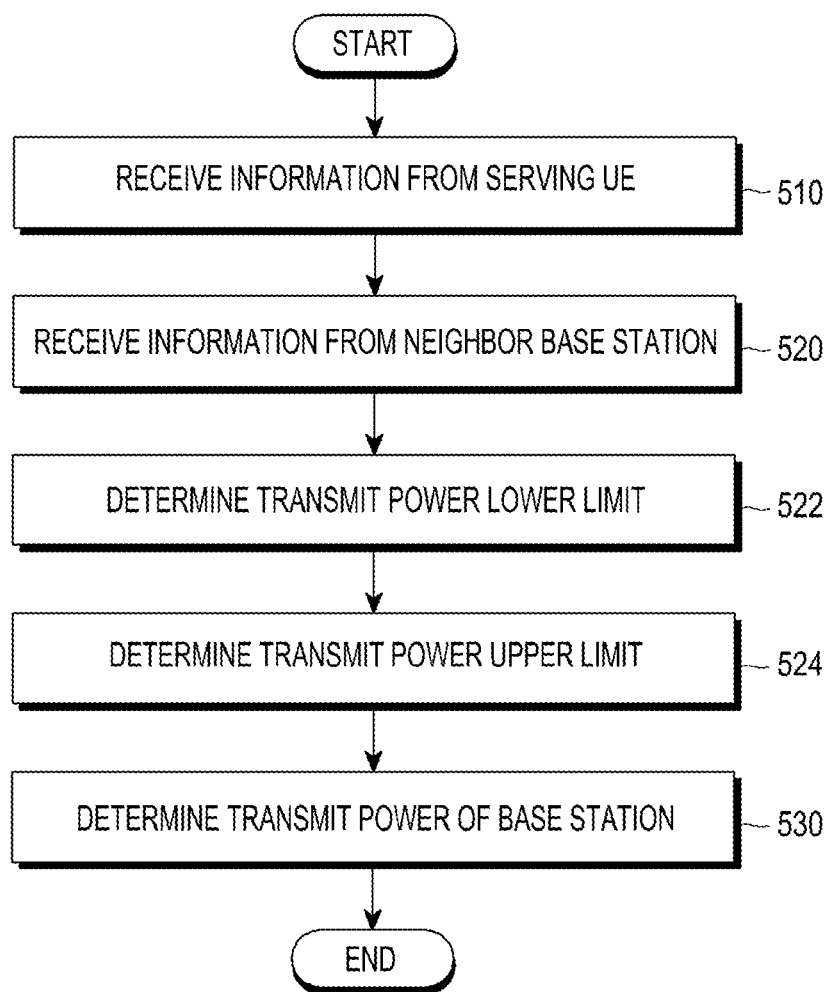 START
RECEIVE INFORMATION FROM SERVING UE
510
RECEIVE INFORMATION FROM NEIGHBOR BASE STATION
520
DETERMINE TRANSMIT POWER LOWER LIMIT
522
DETERMINE TRANSMIT POWER UPPER LIMIT
524
DETERMINE TRANSMIT POWER OF BASE STATION
530
END